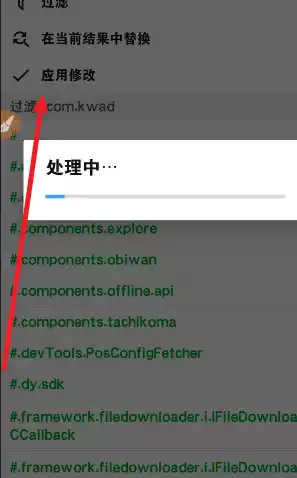 过滤
在当前结果中替换
应用修改
过滤: com.kwad
#
处理中…
#.components.explore
#.components.obiwan
#.components.offline.api
#.components.tachikoma
#.devTools.PosConfigFetcher
#.dy.sdk
#.framework.filedownloader.i.IFileDownloa
CCallback
#.framework.filedownloader.i.IFileDownloa